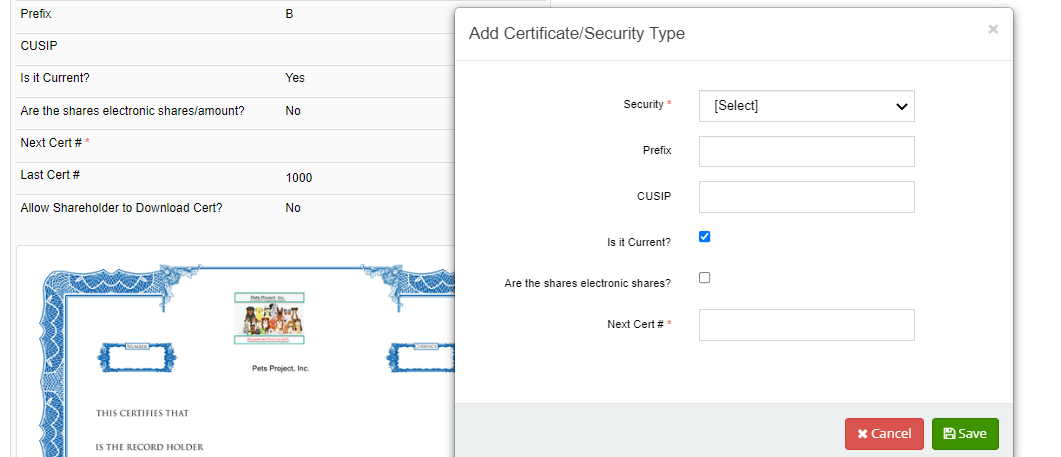 Prefix B
CUSIP
Is it Current? Yes
Are the shares electronic shares/amount? No
Next Cert # *
Last Cert # 1000
Allow Shareholder to Download Cert? No
Pets Project, Inc.
Pets Project, Inc.
NUMBER
CURRENCY
THIS CERTIFIES THAT
IS THE RECORD HOLDER
Add Certificate/Security Type ×
Security * [Select]
Prefix
CUSIP
Is it Current?
Are the shares electronic shares?
Next Cert # *
Cancel Save